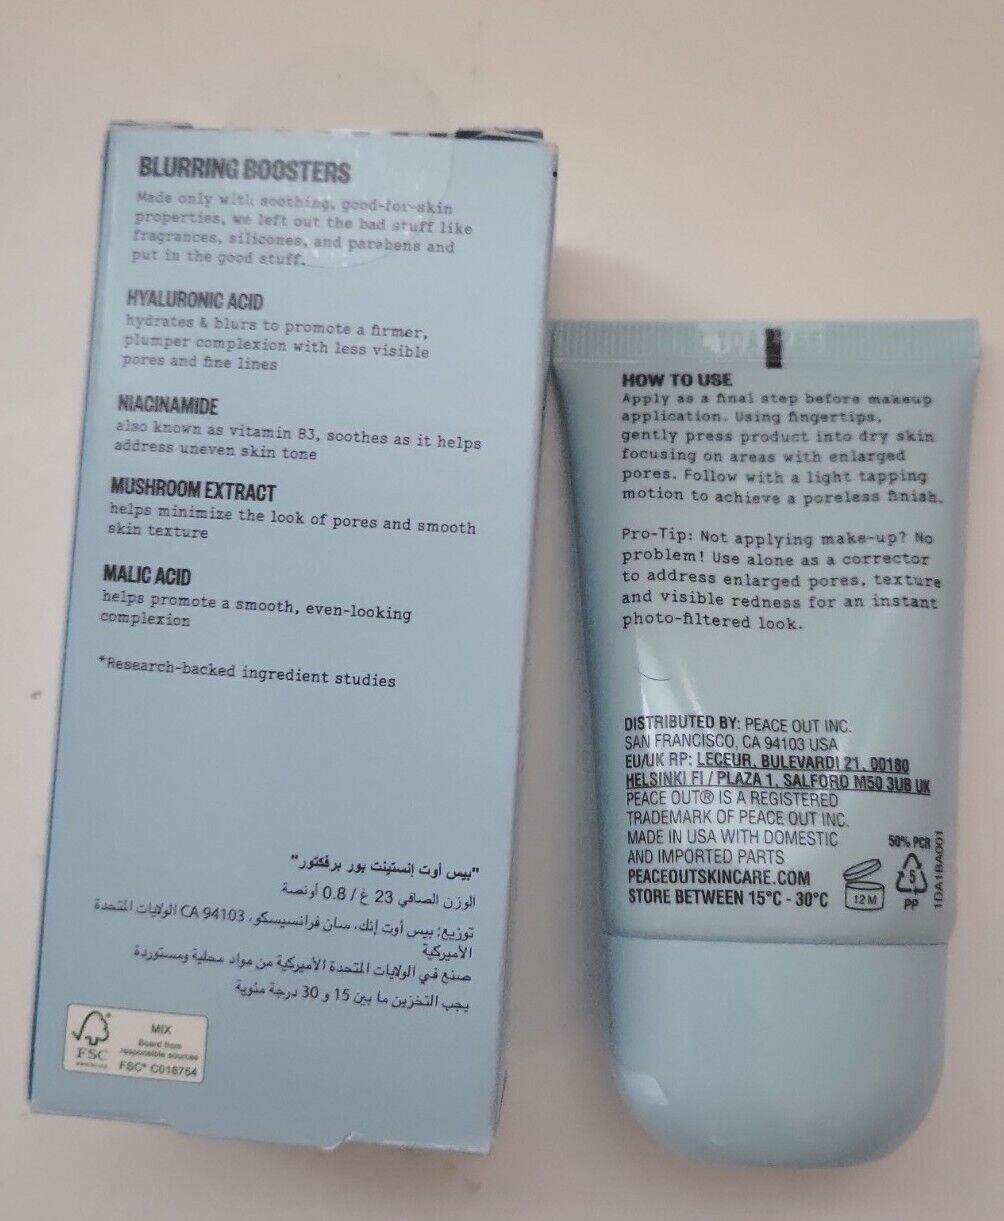 BLURRING BOOSTERS
Made only with soothing, good-for-skin
properties, we left out the bad stuff like
fragrances, silicones, and parabens and
put in the good stuff.
HYALURONIC ACID
hydrates & blurs to promote a firmer,
plumper complexion with less visible
pores and fine lines
NIACINAMIDE
also known as vitamin B3, soothes as it helps
address uneven skin tone
MUSHROOM EXTRACT
helps minimize the look of pores and smooth
skin texture
MALIC ACID
helps promote a smooth, even-looking
complexion
*Research-backed ingredient studies
"بيس أوت إنستينت بور برفكتور"
الوزن الصافي 23 غ / 0.8 أونصة
توزيع: بيس أوت إنك، سان فرانسيسكو، CA 94103 الولايات المتحدة
الأميركية
صنع في الولايات المتحدة الأميركية من مواد محلية ومستوردة
يجب التخزين ما بين 15 و 30 درجة مئوية
FSC
MIX
Board from
responsible sources
FSC® C018754
HOW TO USE
Apply as a final step before makeup
application. Using fingertips,
gently press product into dry skin
focusing on areas with enlarged
pores. Follow with a light tapping
motion to achieve a poreless finish.
Pro-Tip: Not applying make-up? No
problem! Use alone as a corrector
to address enlarged pores, texture
and visible redness for an instant
photo-filtered look.
DISTRIBUTED BY: PEACE OUT INC.
SAN FRANCISCO, CA 94103 USA
EU/UK RP: LECEUR, BULEVARDI 21, 00180
HELSINKI FI / PLAZA 1, SALFORD M50 3UB UK
PEACE OUT® IS A REGISTERED
TRADEMARK OF PEACE OUT INC.
MADE IN USA WITH DOMESTIC
AND IMPORTED PARTS
PEACEOUTSKINCARE.COM
STORE BETWEEN 15°C - 30°C
12 M
50% PCR
5
PP
1DA1BA001